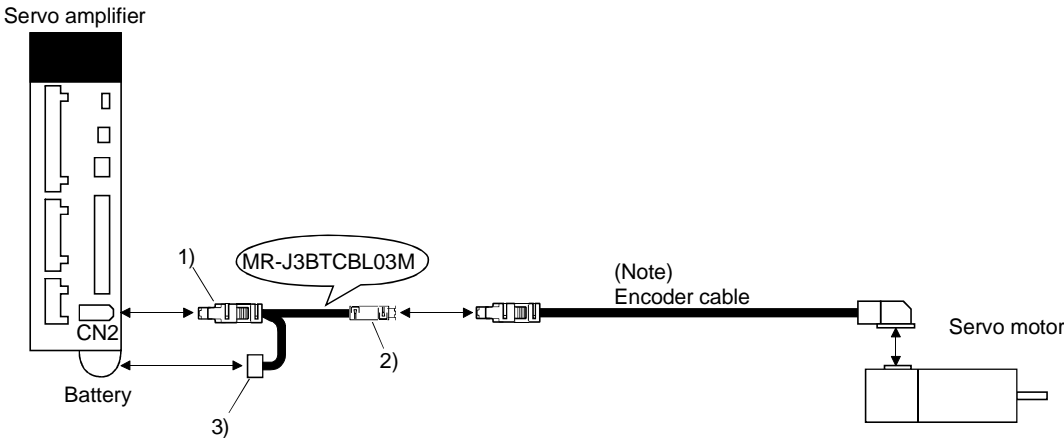 Servo amplifier
1)
MR-J3BTCBL03M
(Note)
Encoder cable
CN2
2)
Servo motor
Battery
3)